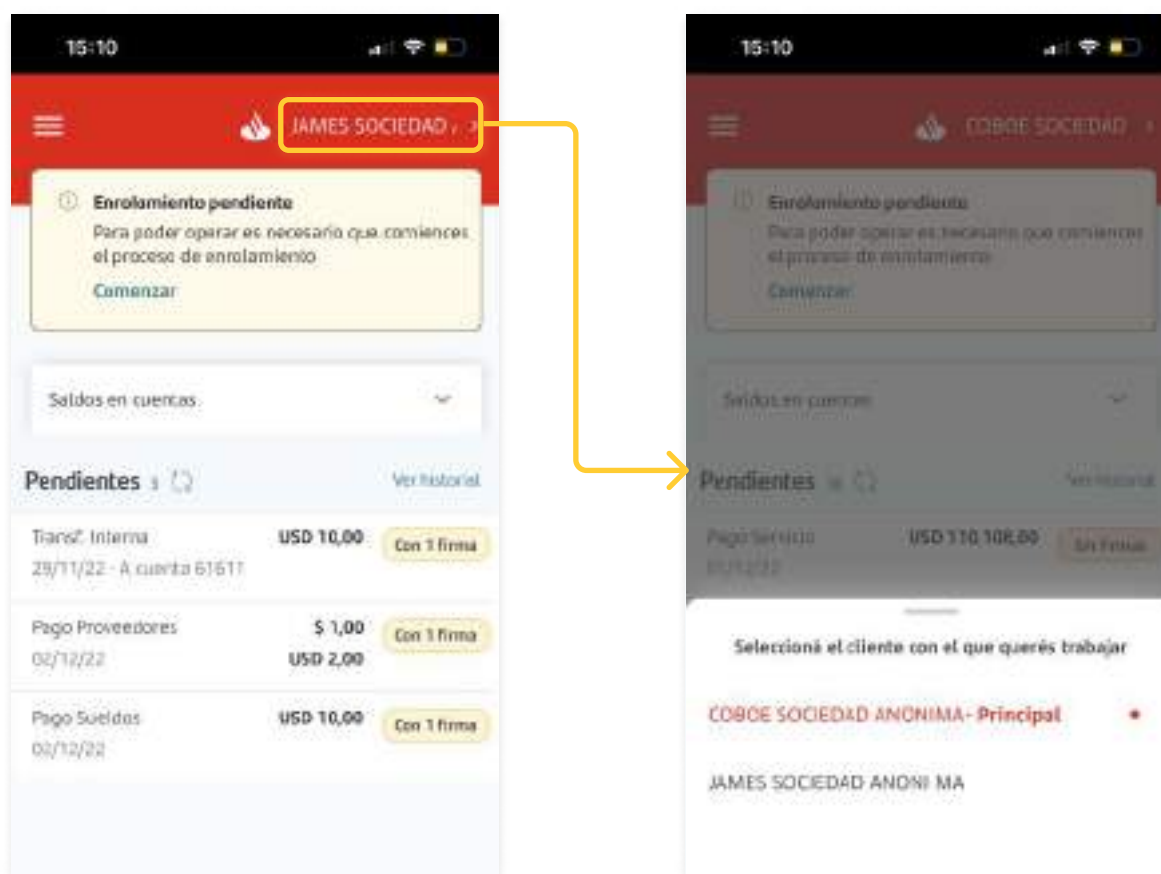 15:10
JAMES SOCIEDAD
Enrolamiento pendiente
Para poder operar es necesario que comiences
el proceso de enrolamiento
Comenzar
Saldos en cuentas
Pendientes 3
Ver historial
Transf. Interna USD 10,00 Con 1 firma
29/11/22 - A cuenta 61611
Pago Proveedores $ 1,00 Con 1 firma
02/12/22 USD 2,00
Pago Sueldos USD 10,00 Con 1 firma
02/12/22
15:10
COBOE SOCIEDAD
Enrolamiento pendiente
Para poder operar es necesario que comiences
el proceso de enrolamiento
Comenzar
Saldos en cuentas
Pendientes
Ver historial
Pago Servicio USD 110.108,00 Sin firmas
Seleccioná el cliente con el que querés trabajar
COBOE SOCIEDAD ANONIMA- Principal
JAMES SOCIEDAD ANONI MA